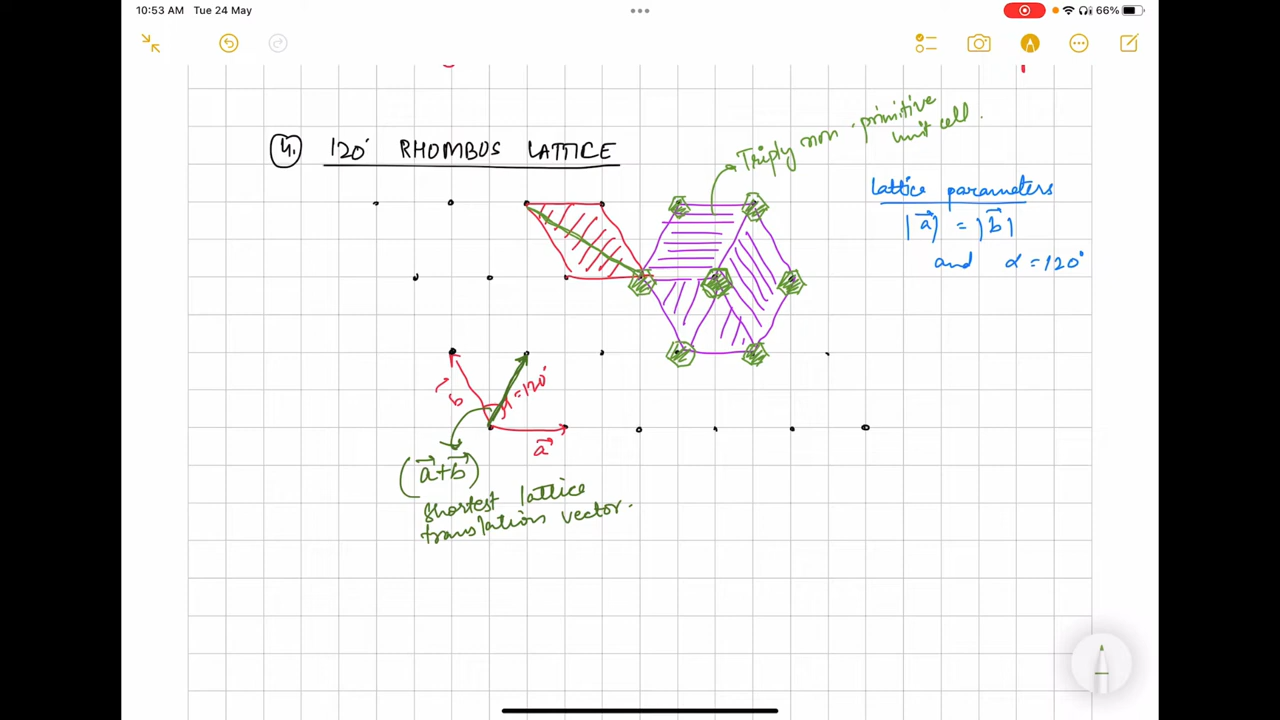 10:53 AM Tue 24 May
66%
4. 120° RHOMBUS LATTICE
Triply non-primitive
unit cell.
lattice parameters
|a⃗| = |b⃗|
and α = 120°
b⃗
=120°
a⃗
(a⃗+b⃗)
shortest lattice
translation vector.